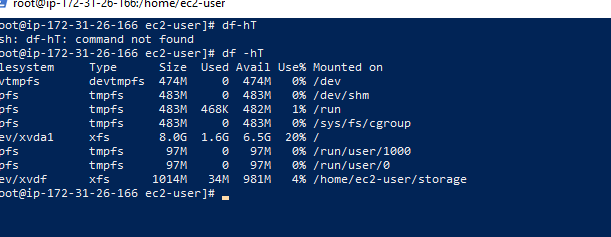 root@ip-172-31-26-166:/home/ec2-user
root@ip-172-31-26-166 ec2-user]# df-hT
sh: df-hT: command not found
root@ip-172-31-26-166 ec2-user]# df -hT
lesystem Type Size Used Avail Use% Mounted on
vtmpfs devtmpfs 474M 0 474M 0% /dev
pfs tmpfs 483M 0 483M 0% /dev/shm
pfs tmpfs 483M 468K 482M 1% /run
pfs tmpfs 483M 0 483M 0% /sys/fs/cgroup
ev/xvda1 xfs 8.0G 1.6G 6.5G 20% /
pfs tmpfs 97M 0 97M 0% /run/user/1000
pfs tmpfs 97M 0 97M 0% /run/user/0
ev/xvdf xfs 1014M 34M 981M 4% /home/ec2-user/storage
root@ip-172-31-26-166 ec2-user]#